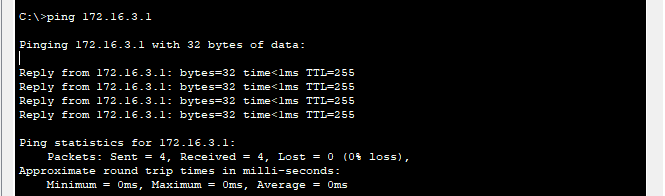 C:\>ping 172.16.3.1
Pinging 172.16.3.1 with 32 bytes of data:
Reply from 172.16.3.1: bytes=32 time<1ms TTL=255
Reply from 172.16.3.1: bytes=32 time<1ms TTL=255
Reply from 172.16.3.1: bytes=32 time<1ms TTL=255
Reply from 172.16.3.1: bytes=32 time<1ms TTL=255
Ping statistics for 172.16.3.1:
Packets: Sent = 4, Received = 4, Lost = 0 (0% loss),
Approximate round trip times in milli-seconds:
Minimum = 0ms, Maximum = 0ms, Average = 0ms